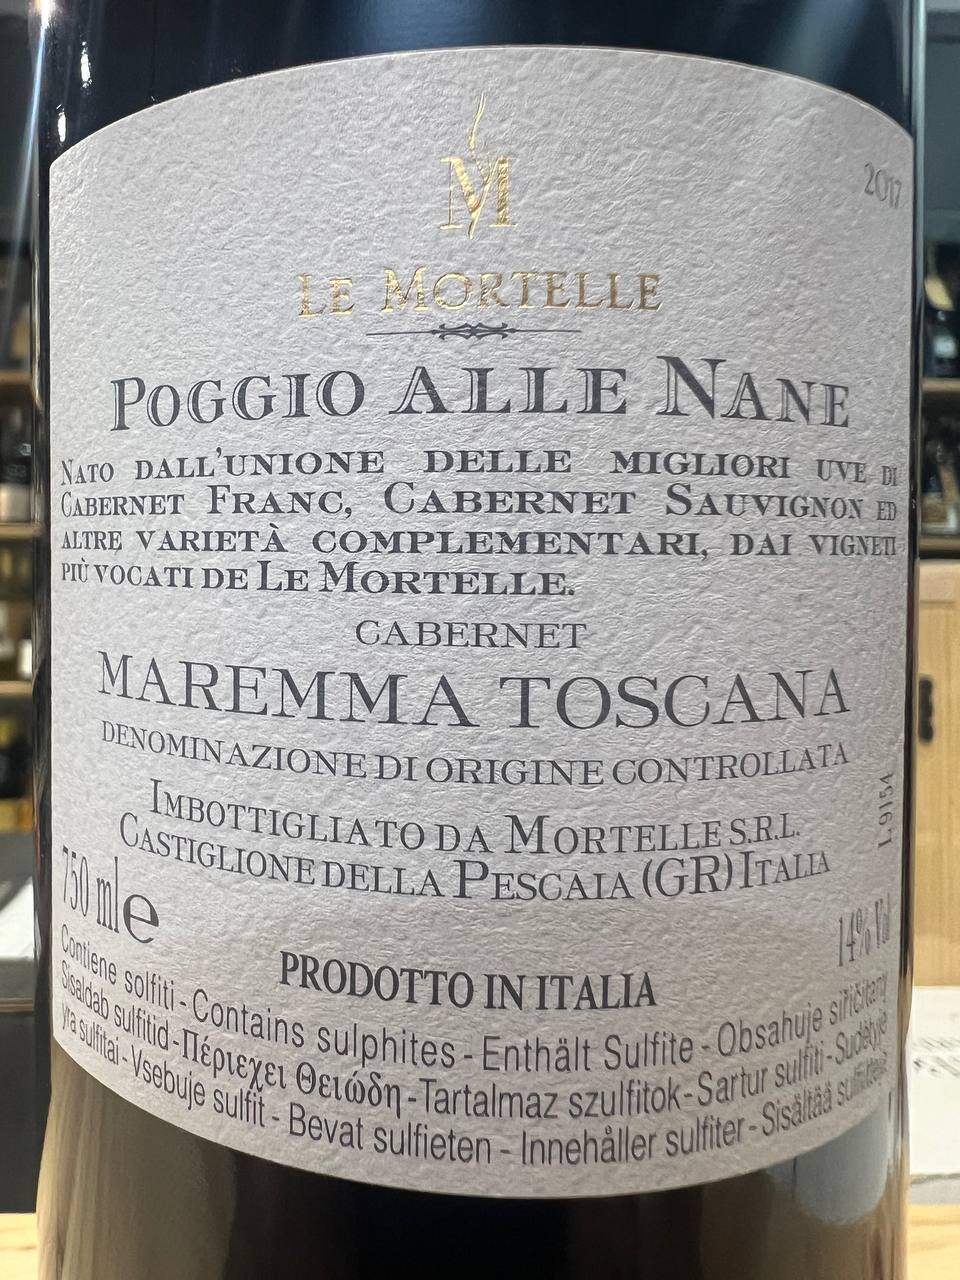 M
2017
LE MORTELLE
POGGIO ALLE NANE
NATO DALL'UNIONE DELLE MIGLIORI UVE DI
CABERNET FRANC, CABERNET SAUVIGNON ED
ALTRE VARIETÀ COMPLEMENTARI, DAI VIGNETI
PIÙ VOCATI DE LE MORTELLE.
CABERNET
MAREMMA TOSCANA
DENOMINAZIONE DI ORIGINE CONTROLLATA
IMBOTTIGLIATO DA MORTELLE S.R.L.
CASTIGLIONE DELLA PESCAIA (GR) ITALIA
L9154
750 ml e
14% Vol
PRODOTTO IN ITALIA
Contiene solfiti - Contains sulphites - Enthält Sulfite - Obsahuje siřičitany
Sisaldab sulfitid - Περιεχει Θειώδη - Tartalmaz szulfitok - Sartur sulfiti - Sudėtyje
yra sulfitai - Vsebuje sulfit - Bevat sulfieten - Innehåller sulfiter - Sisältää sulfiitteja